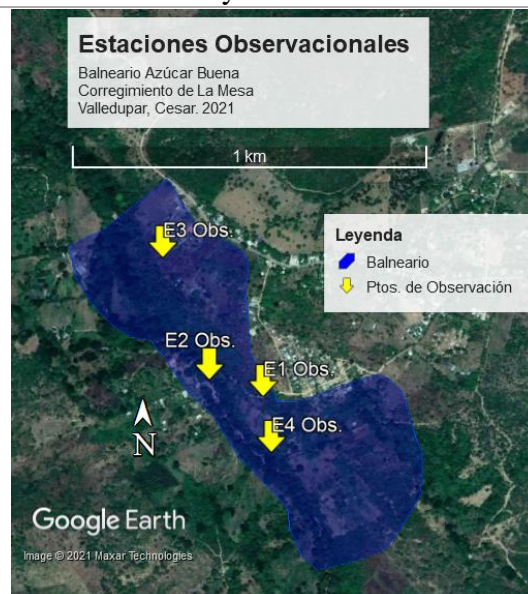 Estaciones Observacionales
Balneario Azúcar Buena
Corregimiento de La Mesa
Valledupar, Cesar. 2021
1 km
E3 Obs.
Leyenda
Balneario
Ptos. de Observación
E2 Obs.
E1 Obs.
E4 Obs.
N
Google Earth
Image © 2021 Maxar Technologies